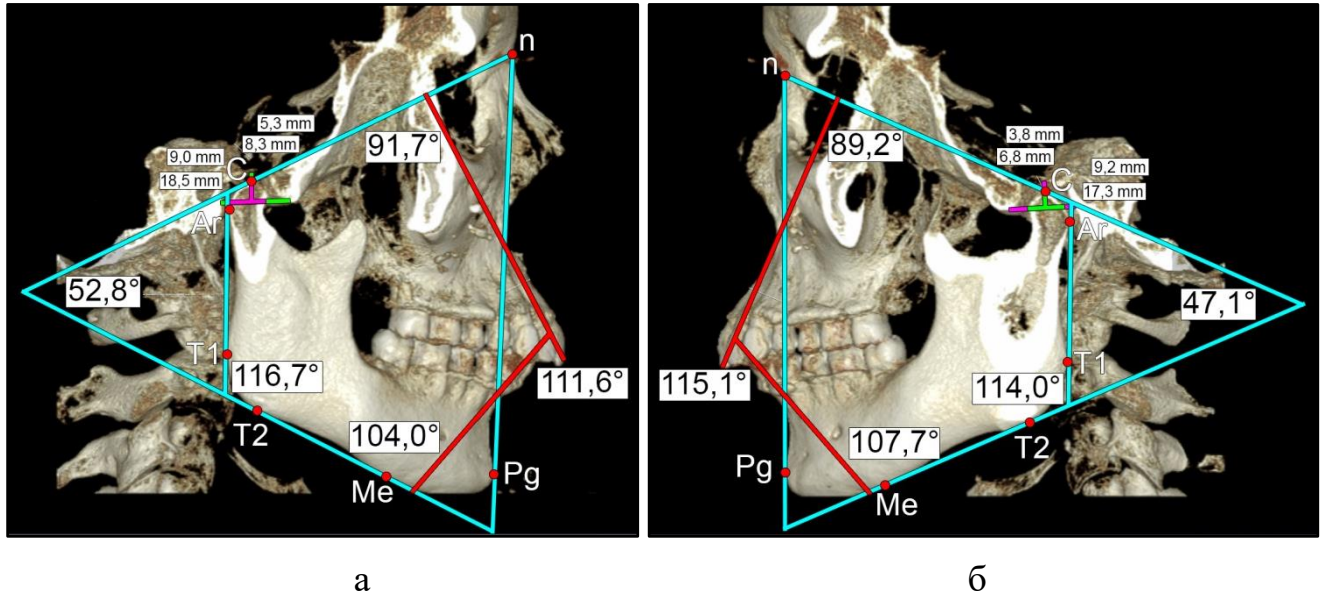 n
5,3 mm
8,3 mm
91,7°
9,0 mm
18,5 mm
C
Ar
52,8°
T1
116,7°
111,6°
T2
104,0°
Me
Pg
n
3,8 mm
6,8 mm
89,2°
9,2 mm
17,3 mm
C
Ar
47,1°
T1
114,0°
115,1°
T2
107,7°
Pg
Me
а
б